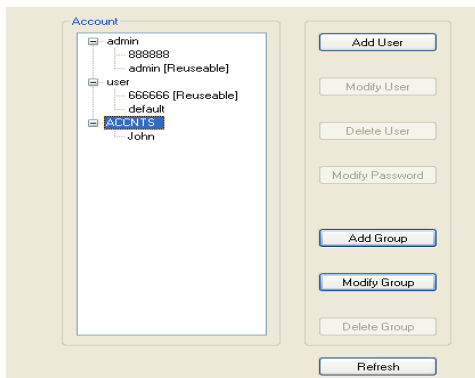 Account
admin
888888
admin [Reuseable]
user
666666 [Reuseable]
default
ACCNTS
John
Add User
Modify User
Delete User
Modify Password
Add Group
Modify Group
Delete Group
Refresh